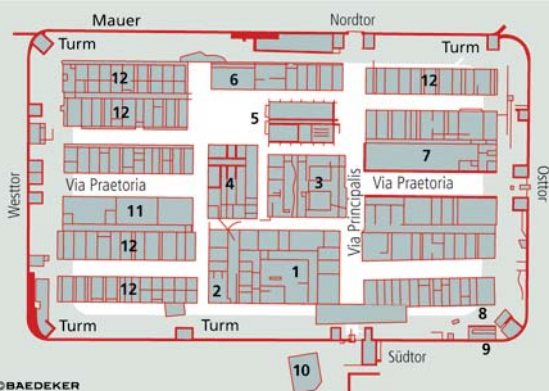 Mauer
Nordtor
Turm
Turm
12
6
12
12
5
7
Westtor
Via Praetoria
4
3
Via Principalis
Via Praetoria
Osttor
11
12
1
12
2
8
Turm
Turm
Südtor
9
10
©BAEDEKER